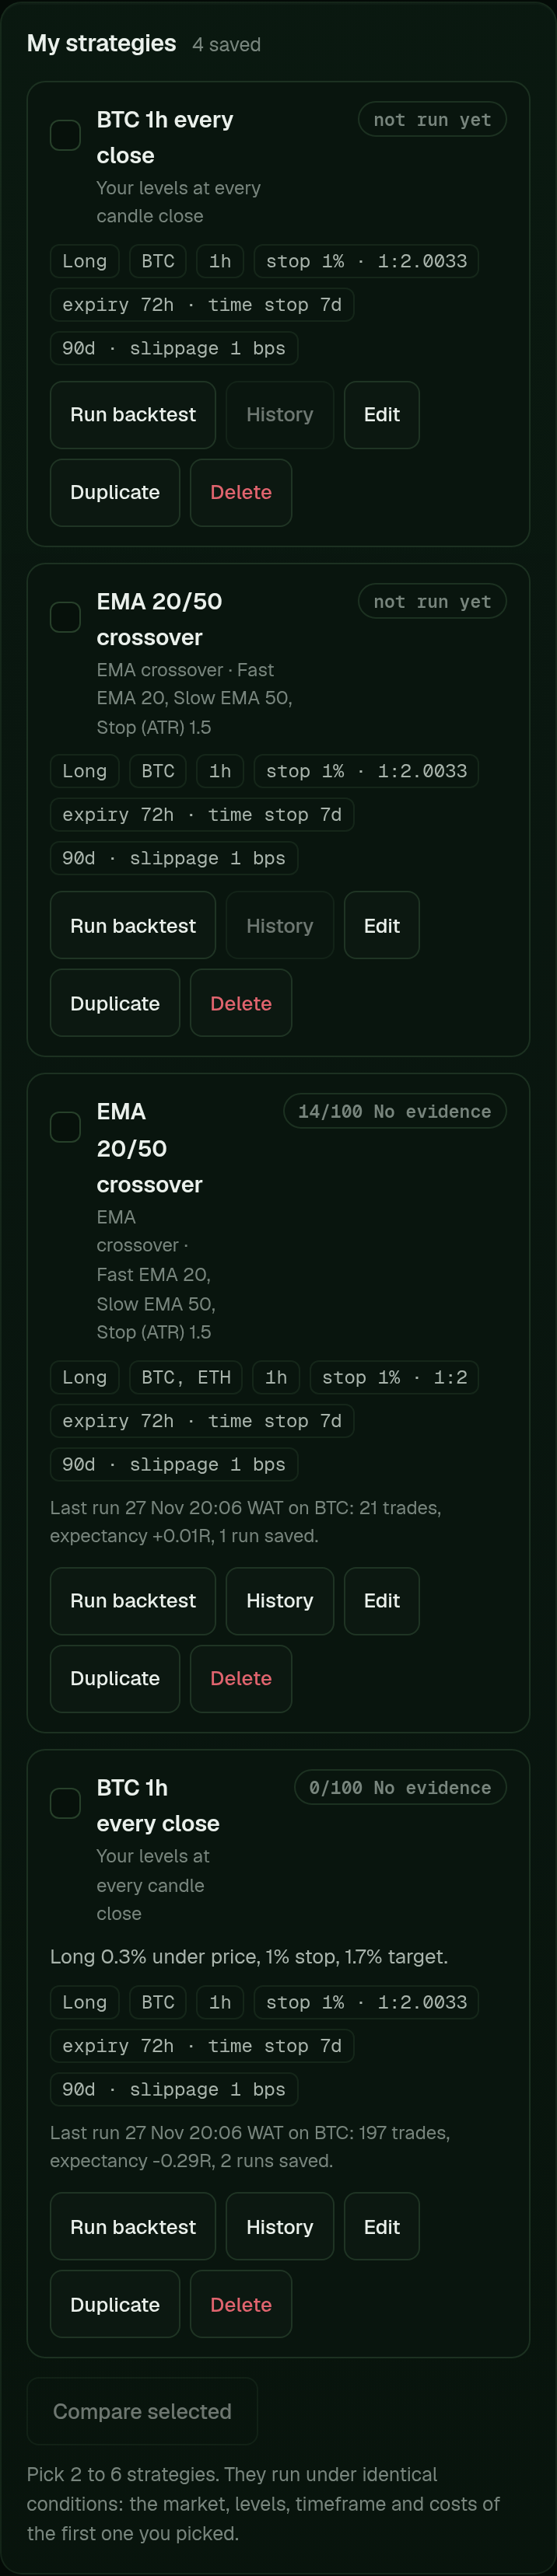 My strategies 4 saved
BTC 1h every
close
not run yet
Your levels at every
candle close
Long BTC 1h stop 1% · 1:2.0033
expiry 72h · time stop 7d
90d · slippage 1 bps
Run backtest History Edit
Duplicate Delete
EMA 20/50
crossover
not run yet
EMA crossover · Fast
EMA 20, Slow EMA 50,
Stop (ATR) 1.5
Long BTC 1h stop 1% · 1:2.0033
expiry 72h · time stop 7d
90d · slippage 1 bps
Run backtest History Edit
Duplicate Delete
EMA
20/50
crossover
14/100 No evidence
EMA
crossover ·
Fast EMA 20,
Slow EMA 50,
Stop (ATR) 1.5
Long BTC, ETH 1h stop 1% · 1:2
expiry 72h · time stop 7d
90d · slippage 1 bps
Last run 27 Nov 20:06 WAT on BTC: 21 trades,
expectancy +0.01R, 1 run saved.
Run backtest History Edit
Duplicate Delete
BTC 1h
every close
0/100 No evidence
Your levels at
every candle
close
Long 0.3% under price, 1% stop, 1.7% target.
Long BTC 1h stop 1% · 1:2.0033
expiry 72h · time stop 7d
90d · slippage 1 bps
Last run 27 Nov 20:06 WAT on BTC: 197 trades,
expectancy -0.29R, 2 runs saved.
Run backtest History Edit
Duplicate Delete
Compare selected
Pick 2 to 6 strategies. They run under identical
conditions: the market, levels, timeframe and costs of
the first one you picked.